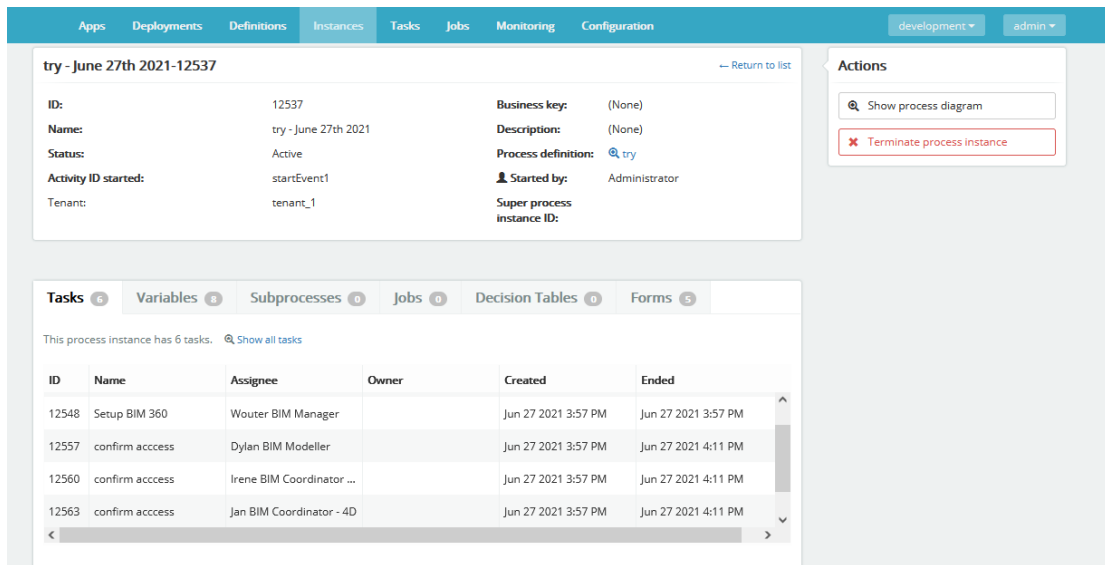 Apps Deployments Definitions Instances Tasks Jobs Monitoring Configuration development admin
try - June 27th 2021-12537 ← Return to list
ID: 12537 Business key: (None)
Name: try - June 27th 2021 Description: (None)
Status: Active Process definition: try
Activity ID started: startEvent1 Started by: Administrator
Tenant: tenant_1 Super process
instance ID:
Actions
Show process diagram
Terminate process instance
Tasks 6 Variables 8 Subprocesses 0 Jobs 0 Decision Tables 0 Forms 5
This process instance has 6 tasks. Show all tasks
ID Name Assignee Owner Created Ended
12548 Setup BIM 360 Wouter BIM Manager Jun 27 2021 3:57 PM Jun 27 2021 3:57 PM
12557 confirm acccess Dylan BIM Modeller Jun 27 2021 3:57 PM Jun 27 2021 4:11 PM
12560 confirm acccess Irene BIM Coordinator ... Jun 27 2021 3:57 PM Jun 27 2021 4:11 PM
12563 confirm acccess Jan BIM Coordinator - 4D Jun 27 2021 3:57 PM Jun 27 2021 4:11 PM